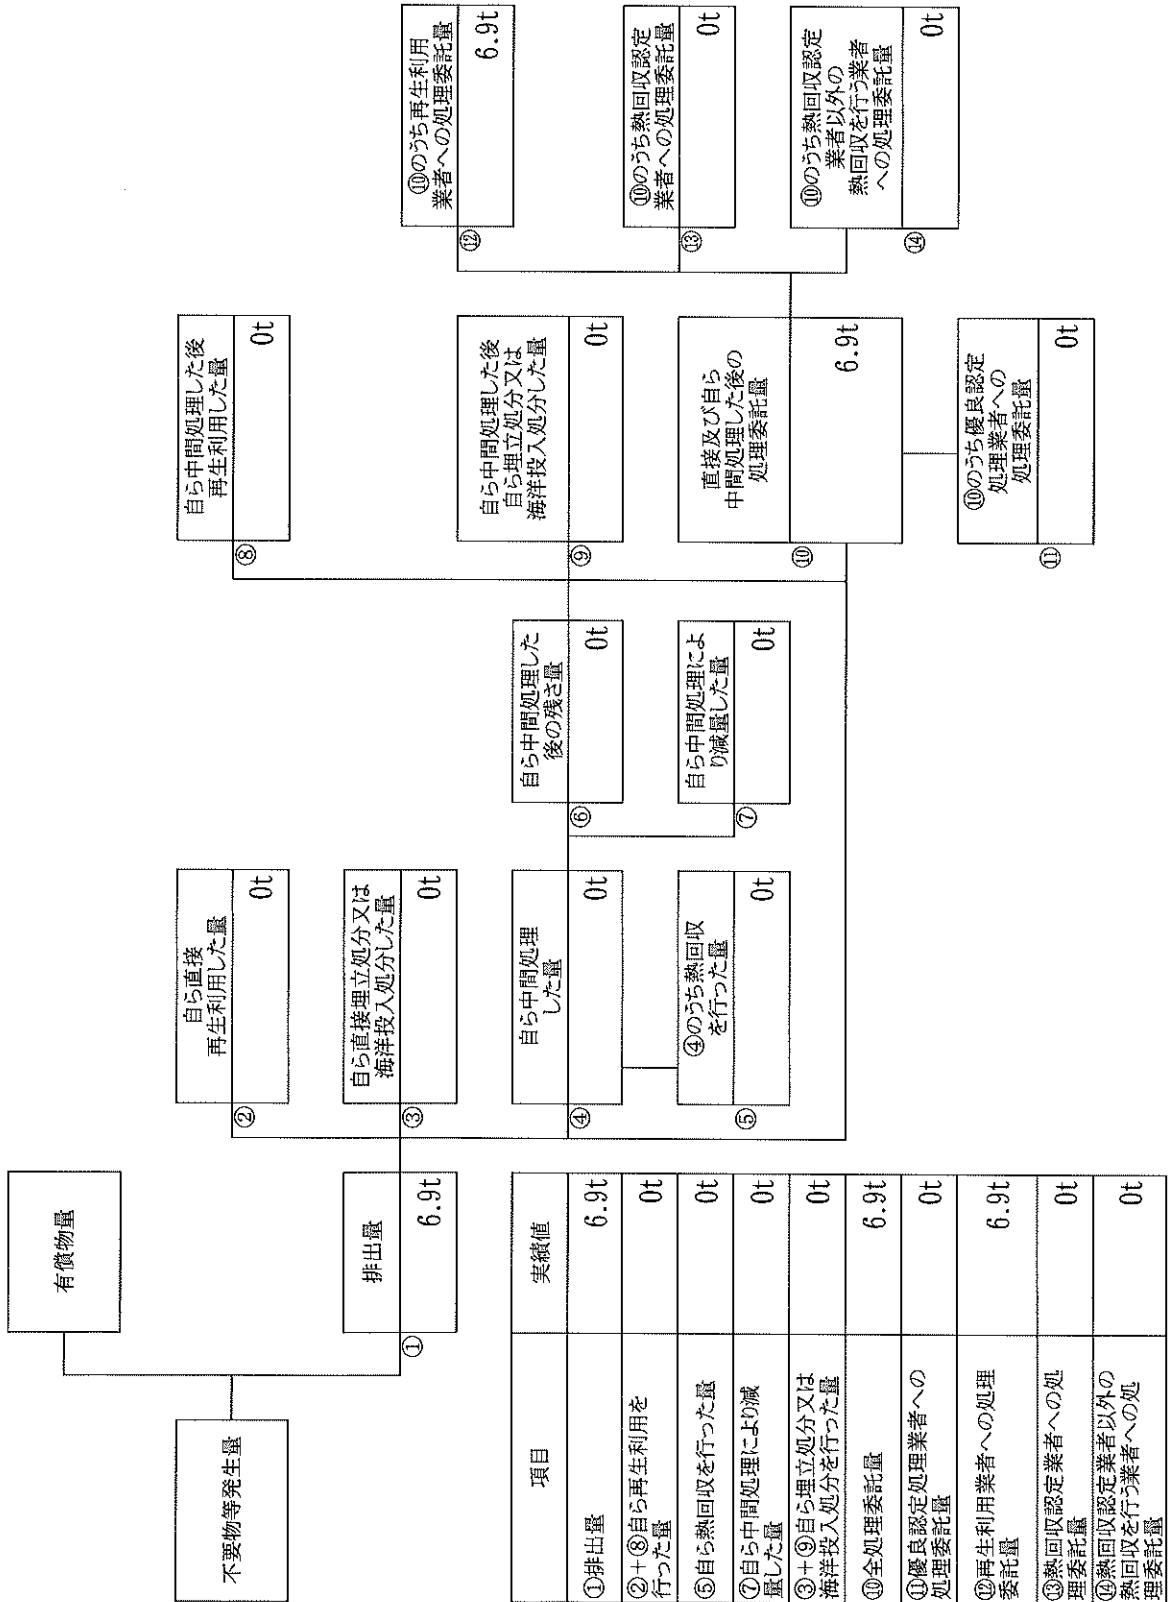 不要物等発生量
有償物量
①
排出量
6.9t
②
自ら直接
再生利用した量
0t
③
自ら直接埋立処分又は
海洋投入処分した量
0t
④
自ら中間処理
した量
0t
⑤
④のうち熱回収
を行った量
0t
⑥
自ら中間処理した
後の残さ量
0t
⑦
自ら中間処理によ
り減量した量
0t
⑧
自ら中間処理した後
再生利用した量
0t
⑨
自ら中間処理した後
自ら埋立処分又は
海洋投入処分した量
0t
⑩
直接及び自ら
中間処理した後の
処理委託量
6.9t
⑪
⑩のうち優良認定
処理業者への
処理委託量
0t
⑫
⑩のうち再生利用
業者への処理委託量
6.9t
⑬
⑩のうち熱回収認定
業者への処理委託量
0t
⑭
⑩のうち熱回収認定
業者以外の
熱回収を行う業者
への処理委託量
0t
項目 実績値
①排出量 6.9t
②+⑧自ら再生利用を
行った量 0t
⑤自ら熱回収を行った量 0t
⑦自ら中間処理により減
量した量 0t
③+⑨自ら埋立処分又は
海洋投入処分を行った量 0t
⑩全処理委託量 6.9t
⑪優良認定処理業者への
処理委託量 0t
⑫再生利用業者への処理
委託量 6.9t
⑬熱回収認定業者への処
理委託量 0t
⑭熱回収認定業者以外の
熱回収を行う業者への処
理委託量 0t